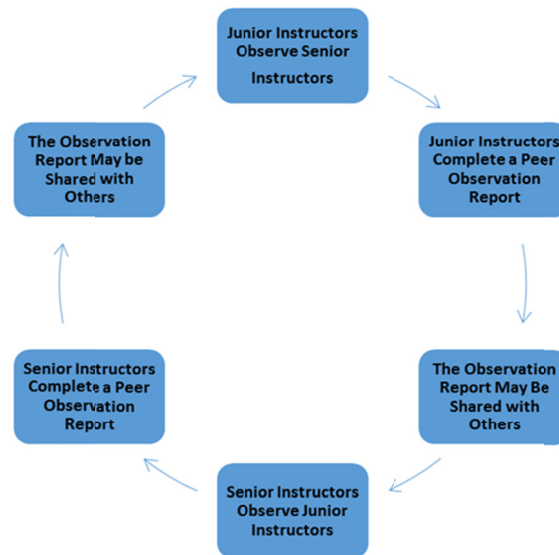 Junior Instructors
Observe Senior
Instructors
Junior Instructors
Complete a Peer
Observation
Report
The Observation
Report May Be
Shared with
Others
Senior Instructors
Observe Junior
Instructors
Senior Instructors
Complete a Peer
Observation
Report
The Observation
Report May be
Shared with
Others